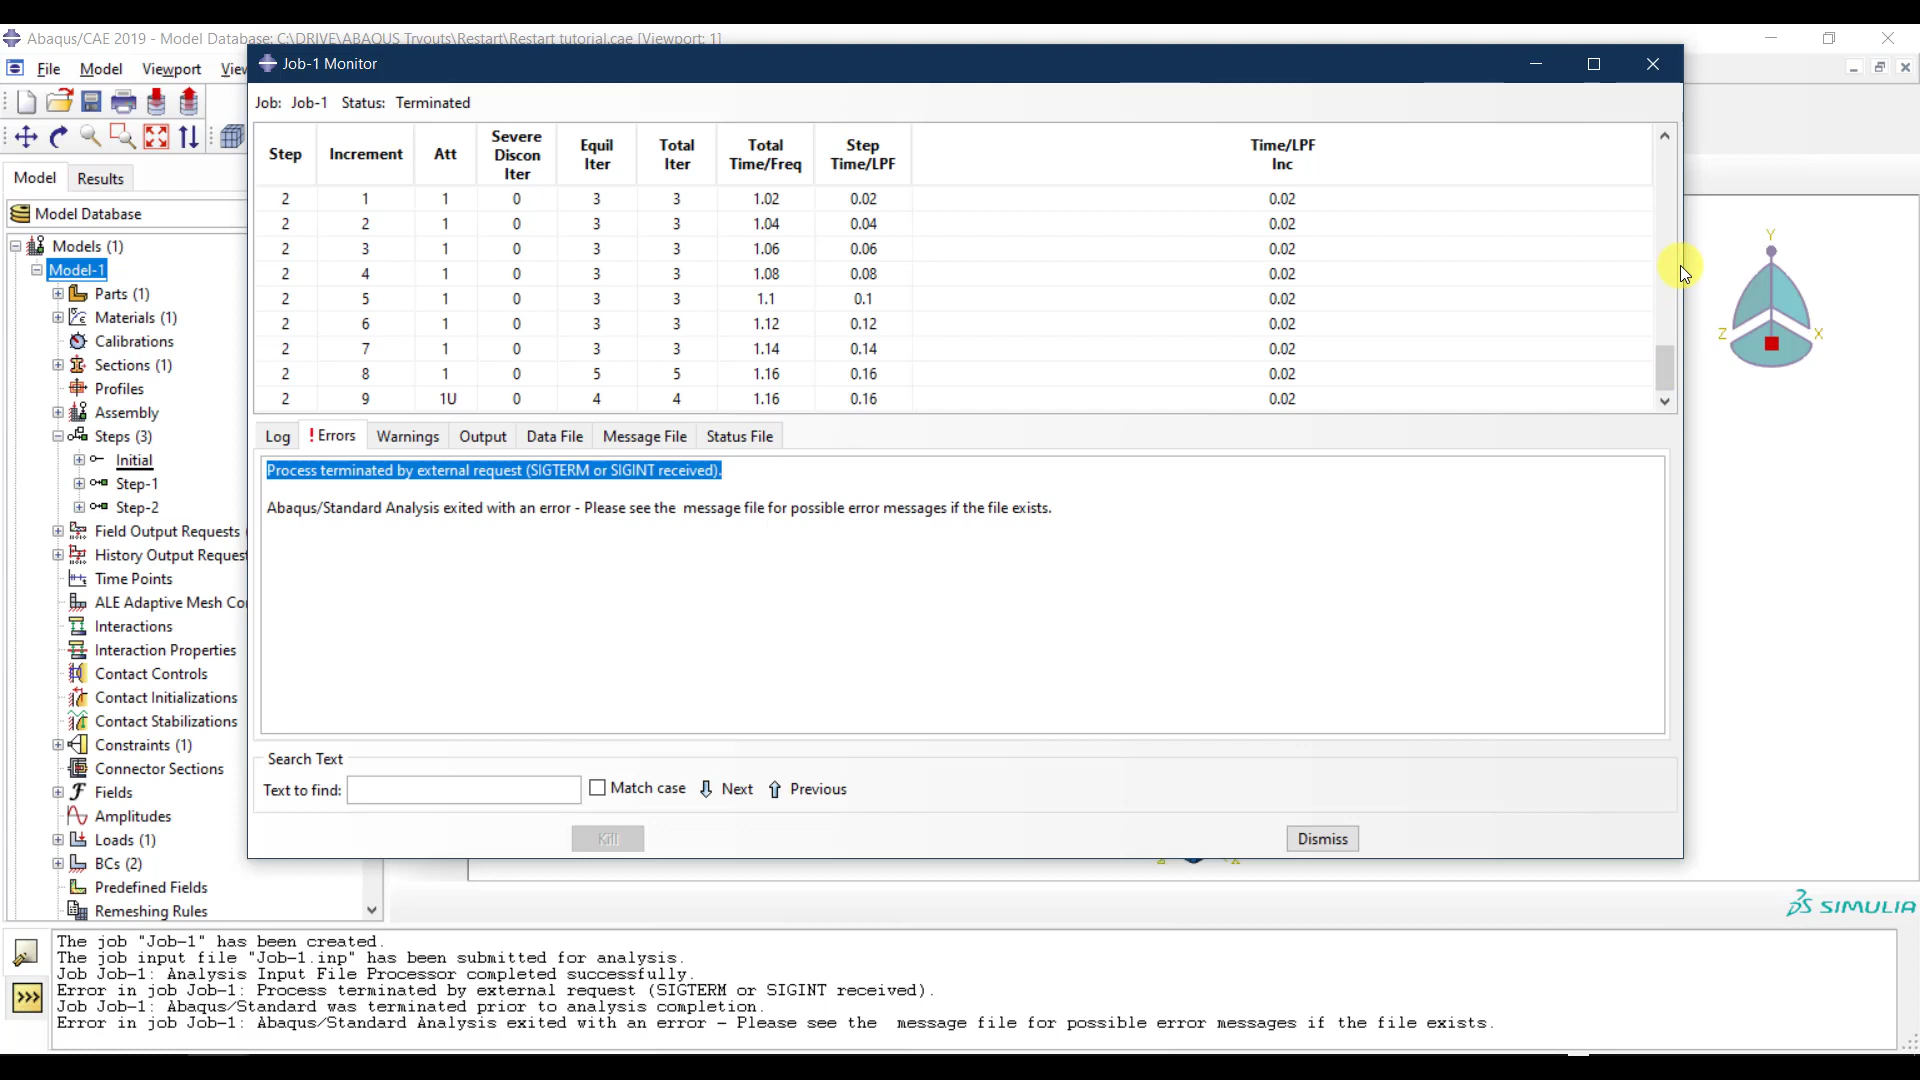 Abaqus/CAE 2019 - Model Database: C:\DRIVE\ABAQUS Tryouts\Restart\Restart tutorial.cae [Viewport: 1]
File Model Viewport
Job-1 Monitor
Job: Job-1 Status: Terminated
Step Increment Att Severe Discon Iter Equil Iter Total Iter Total Time/Freq Step Time/LPF Time/LPF Inc
2 1 1 0 3 3 1.02 0.02 0.02
2 2 1 0 3 3 1.04 0.04 0.02
2 3 1 0 3 3 1.06 0.06 0.02
2 4 1 0 3 3 1.08 0.08 0.02
2 5 1 0 3 3 1.1 0.1 0.02
2 6 1 0 3 3 1.12 0.12 0.02
2 7 1 0 3 3 1.14 0.14 0.02
2 8 1 0 5 5 1.16 0.16 0.02
2 9 1U 0 4 4 1.16 0.16 0.02
Log ! Errors Warnings Output Data File Message File Status File
Process terminated by external request (SIGTERM or SIGINT received).
Abaqus/Standard Analysis exited with an error - Please see the message file for possible error messages if the file exists.
Search Text
Text to find: Match case Next Previous
Kill Dismiss
Model Results
Model Database
Models (1)
Model-1
Parts (1)
Materials (1)
Calibrations
Sections (1)
Profiles
Assembly
Steps (3)
Initial
Step-1
Step-2
Field Output Requests (
History Output Reques
Time Points
ALE Adaptive Mesh Co
Interactions
Interaction Properties
Contact Controls
Contact Initializations
Contact Stabilizations
Constraints (1)
Connector Sections
Fields
Amplitudes
Loads (1)
BCs (2)
Predefined Fields
Remeshing Rules
Y
Z X
SIMULIA
The job "Job-1" has been created.
The job input file "Job-1.inp" has been submitted for analysis.
Job Job-1: Analysis Input File Processor completed successfully.
Error in job Job-1: Process terminated by external request (SIGTERM or SIGINT received).
Job Job-1: Abaqus/Standard was terminated prior to analysis completion.
Error in job Job-1: Abaqus/Standard Analysis exited with an error - Please see the message file for possible error messages if the file exists.